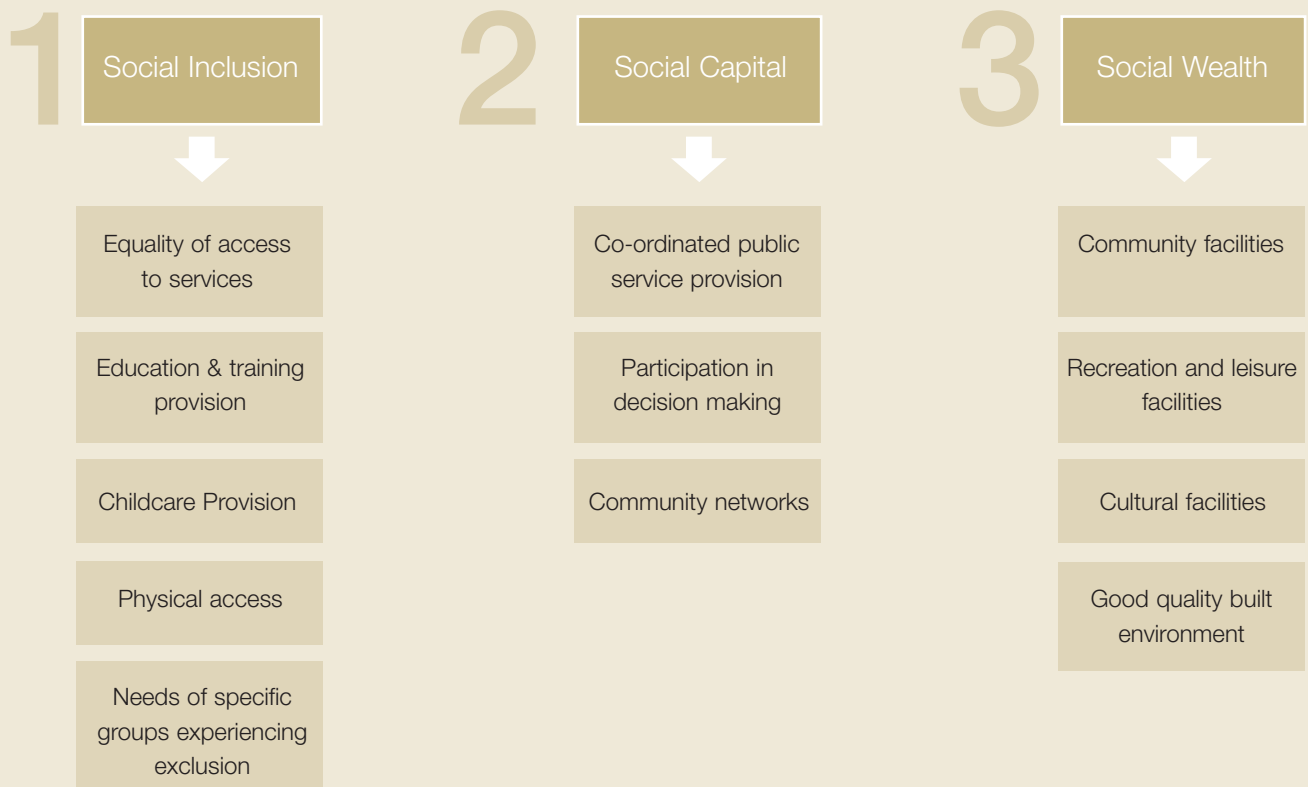 1
Social Inclusion
Equality of access
to services
Education & training
provision
Childcare Provision
Physical access
Needs of specific
groups experiencing
exclusion
2
Social Capital
Co-ordinated public
service provision
Participation in
decision making
Community networks
3
Social Wealth
Community facilities
Recreation and leisure
facilities
Cultural facilities
Good quality built
environment